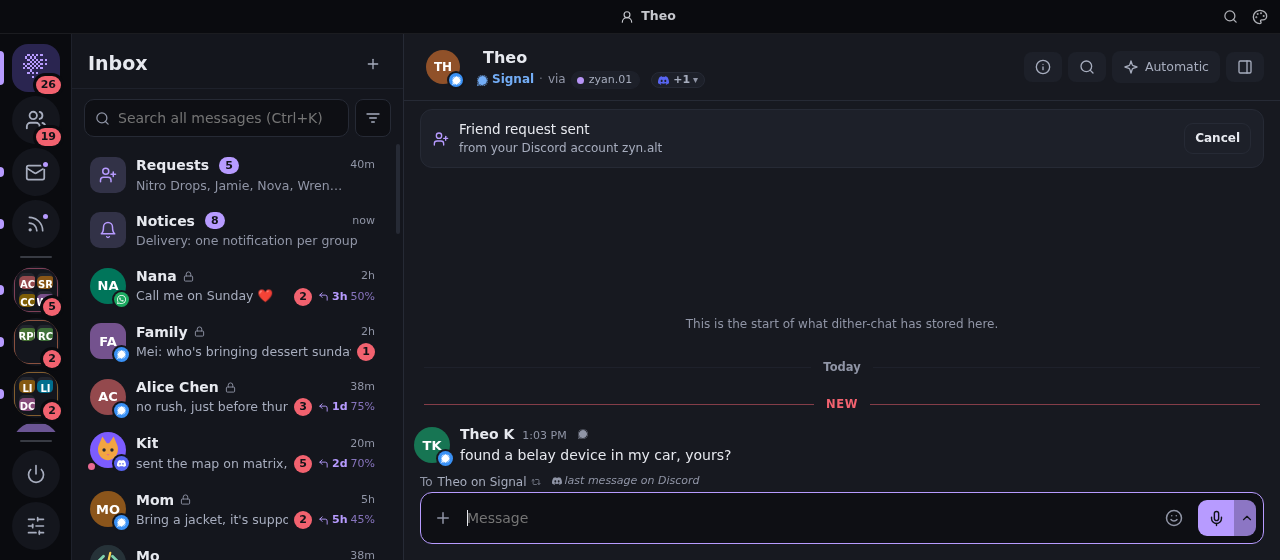 Theo
26
19
5
2
2
AC SR
CC
RP RC
LI LI
DC
Inbox
Search all messages (Ctrl+K)
Requests 5 40m
Nitro Drops, Jamie, Nova, Wren…
Notices 8 now
Delivery: one notification per group
NA Nana 2h
Call me on Sunday ❤️ 2 3h 50%
FA Family 2h
Mei: who's bringing dessert sunda 1
AC Alice Chen 38m
no rush, just before thur 3 1d 75%
Kit 20m
sent the map on matrix, 5 2d 70%
MO Mom 5h
Bring a jacket, it's suppo 2 5h 45%
Mo 38m
TH Theo
Signal · via zyan.01 +1
Automatic
Friend request sent
from your Discord account zyn.alt
Cancel
This is the start of what dither-chat has stored here.
Today
NEW
TK Theo K 1:03 PM
found a belay device in my car, yours?
To Theo on Signal last message on Discord
Message